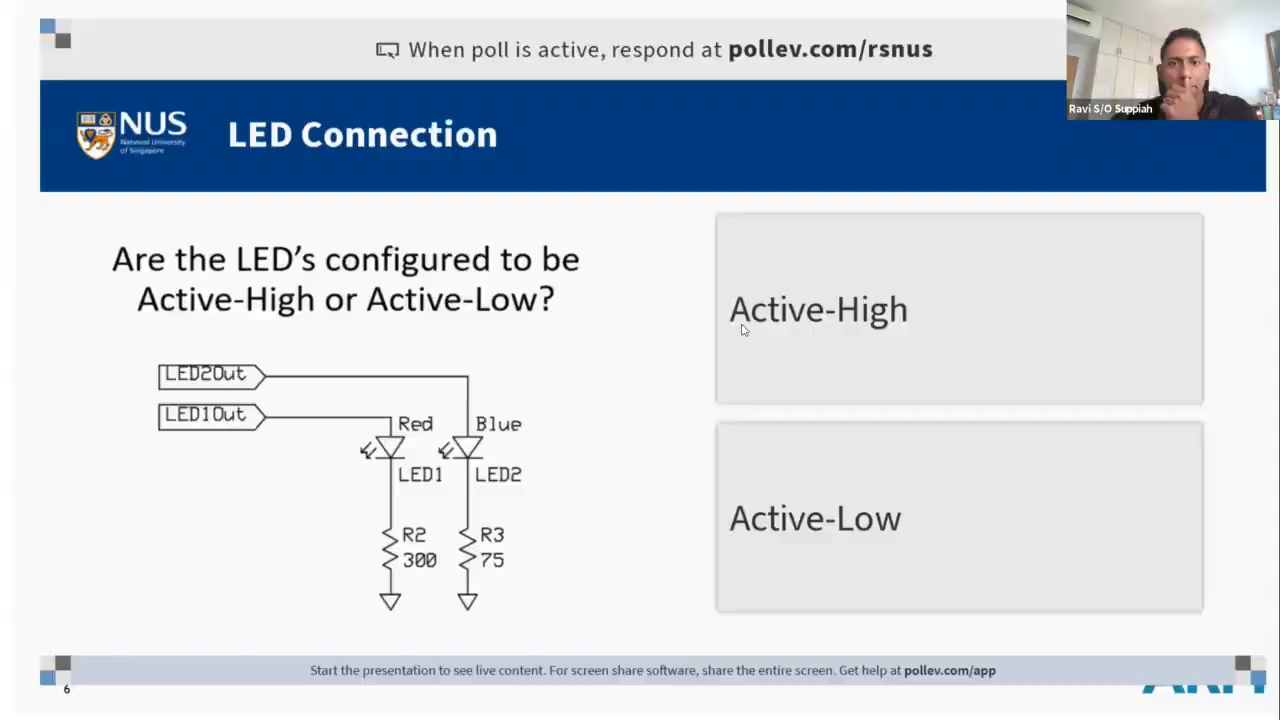 When poll is active, respond at pollev.com/rsnus
Ravi S/O Suppiah
NUS
National University
of Singapore
LED Connection
Are the LED’s configured to be
Active-High or Active-Low?
Active-High
Active-Low
LED2Out
LED1Out
Red
Blue
LED1
LED2
R2
300
R3
75
Start the presentation to see live content. For screen share software, share the entire screen. Get help at pollev.com/app
6